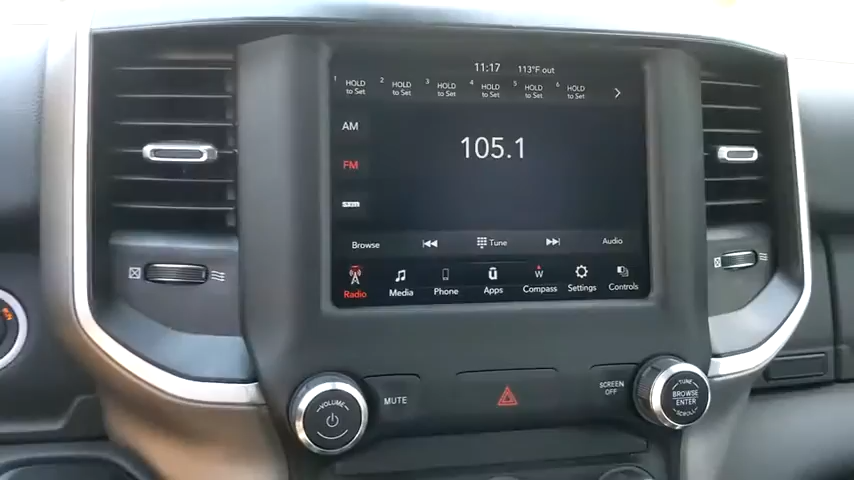 11:17 113°F out
1 HOLD to Set 2 HOLD to Set 3 HOLD to Set 4 HOLD to Set 5 HOLD to Set 6 HOLD to Set
AM
105.1
FM
Browse Tune Audio
W
Radio Media Phone Apps Compass Settings Controls
VOLUME
MUTE
SCREEN OFF
TUNE
BROWSE
ENTER
SCROLL